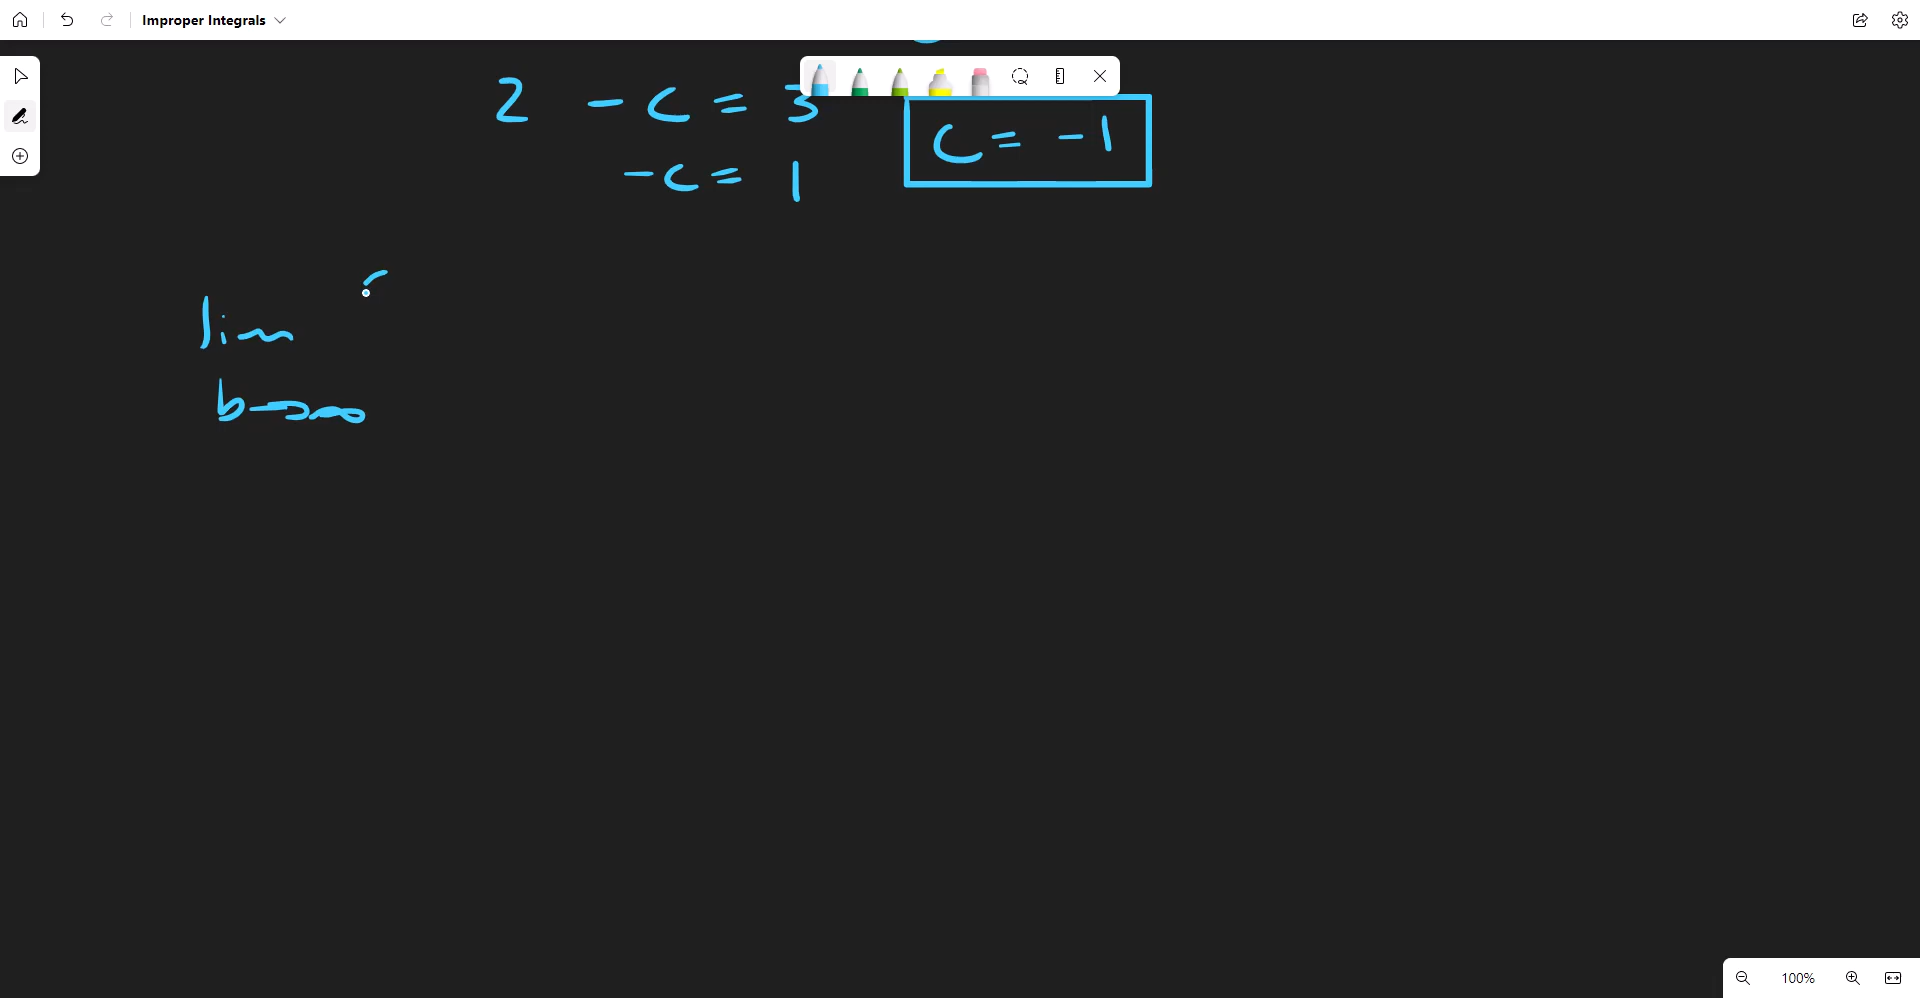 Improper Integrals
2 -c = 3
c = -1
-c = 1
lim
b→∞
100%